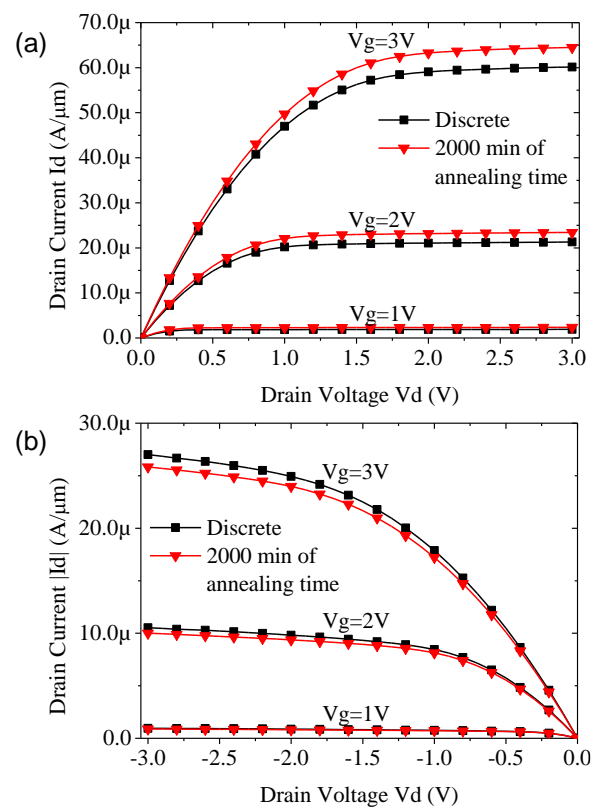 (a)
70.0µ
60.0µ
50.0µ
40.0µ
30.0µ
20.0µ
10.0µ
0.0
Drain Current Id (A/µm)
Vg=3V
Discrete
2000 min of
annealing time
Vg=2V
Vg=1V
0.0 0.5 1.0 1.5 2.0 2.5 3.0
Drain Voltage Vd (V)
(b)
30.0µ
20.0µ
10.0µ
0.0
Drain Current |Id| (A/µm)
Vg=3V
Discrete
2000 min of
annealing time
Vg=2V
Vg=1V
-3.0 -2.5 -2.0 -1.5 -1.0 -0.5 0.0
Drain Voltage Vd (V)